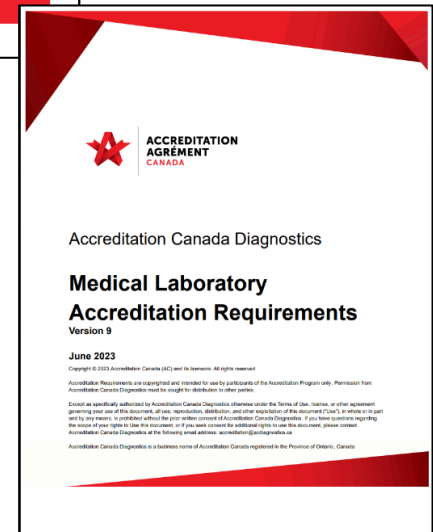 ACCREDITATION
AGRÉMENT
CANADA
Accreditation Canada Diagnostics
Medical Laboratory
Accreditation Requirements
Version 9
June 2023
Copyright © 2023 Accreditation Canada (AC) and its licensors. All rights reserved.
Accreditation Requirements are copyrighted and intended for use by participants of the Accreditation Program only. Permission from
Accreditation Canada Diagnostics must be sought for distribution to other parties.
Except as specifically authorized by Accreditation Canada Diagnostics otherwise under the Terms of Use, license, or other agreement
governing your use of this document, all use, reproduction, distribution, and other exploitation of this document ("Use"), in whole or in part
and by any means, is prohibited without the prior written consent of Accreditation Canada Diagnostics. If you have questions regarding
the scope of your rights to Use this document, or if you seek consent for additional rights to use this document, please contact
Accreditation Canada Diagnostics at the following email address: accreditation@acdiagnostics.ca
Accreditation Canada Diagnostics is a business name of Accreditation Canada registered in the Province of Ontario, Canada